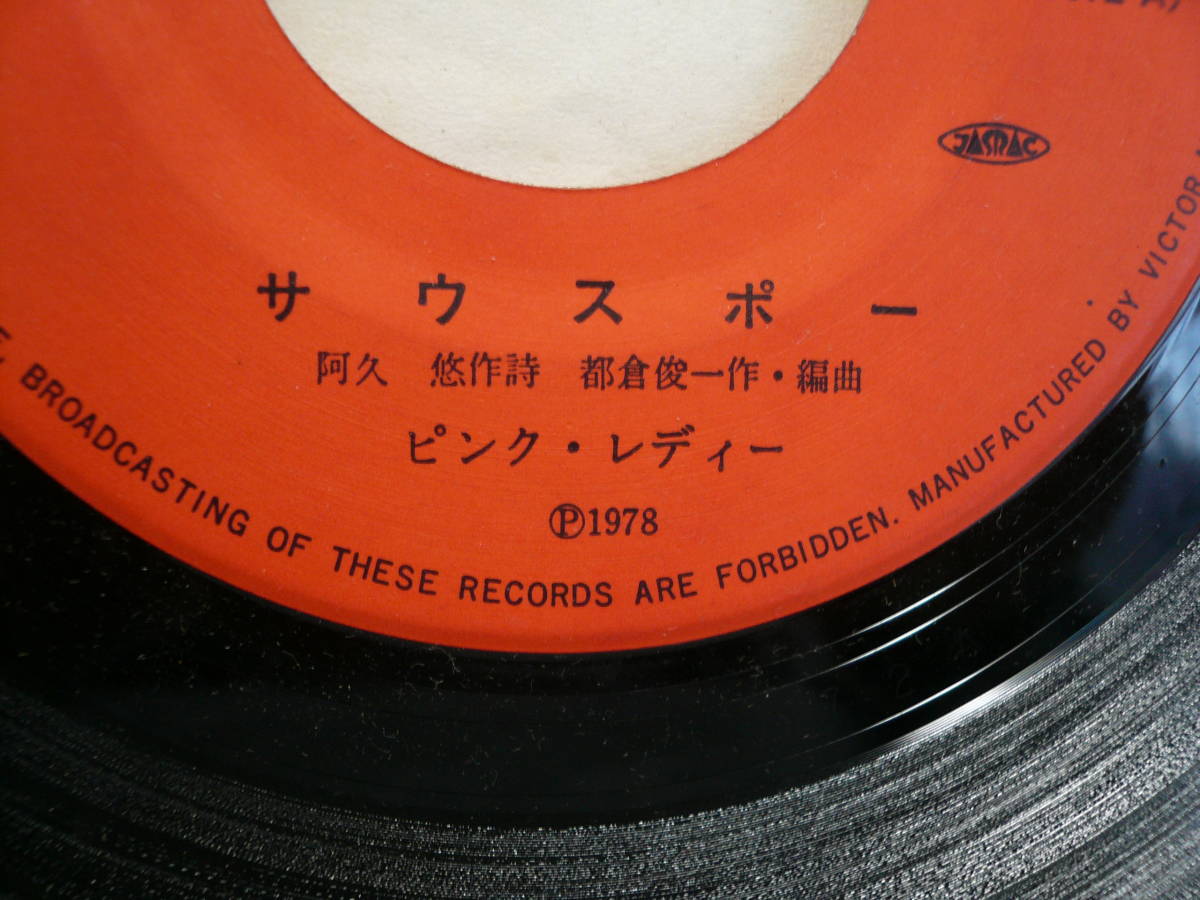 JASRAC
サウスポー
阿久 悠作詩 都倉俊一作・編曲
ピンク・レディー
Ⓟ1978
BROADCASTING OF THESE RECORDS ARE FORBIDDEN. MANUFACTURED BY VICTOR